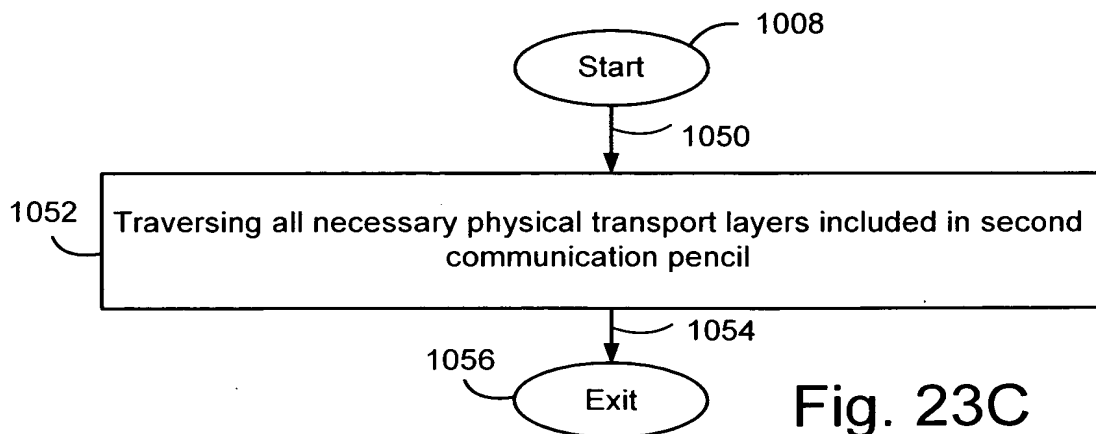 1008
Start
1050
1052
Traversing all necessary physical transport layers included in second
communication pencil
1054
1056
Exit
Fig. 23C